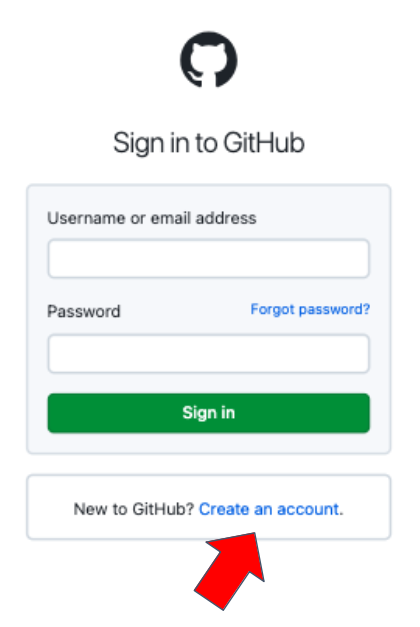 Sign in to GitHub
Username or email address
Password
Forgot password?
Sign in
New to GitHub? Create an account.